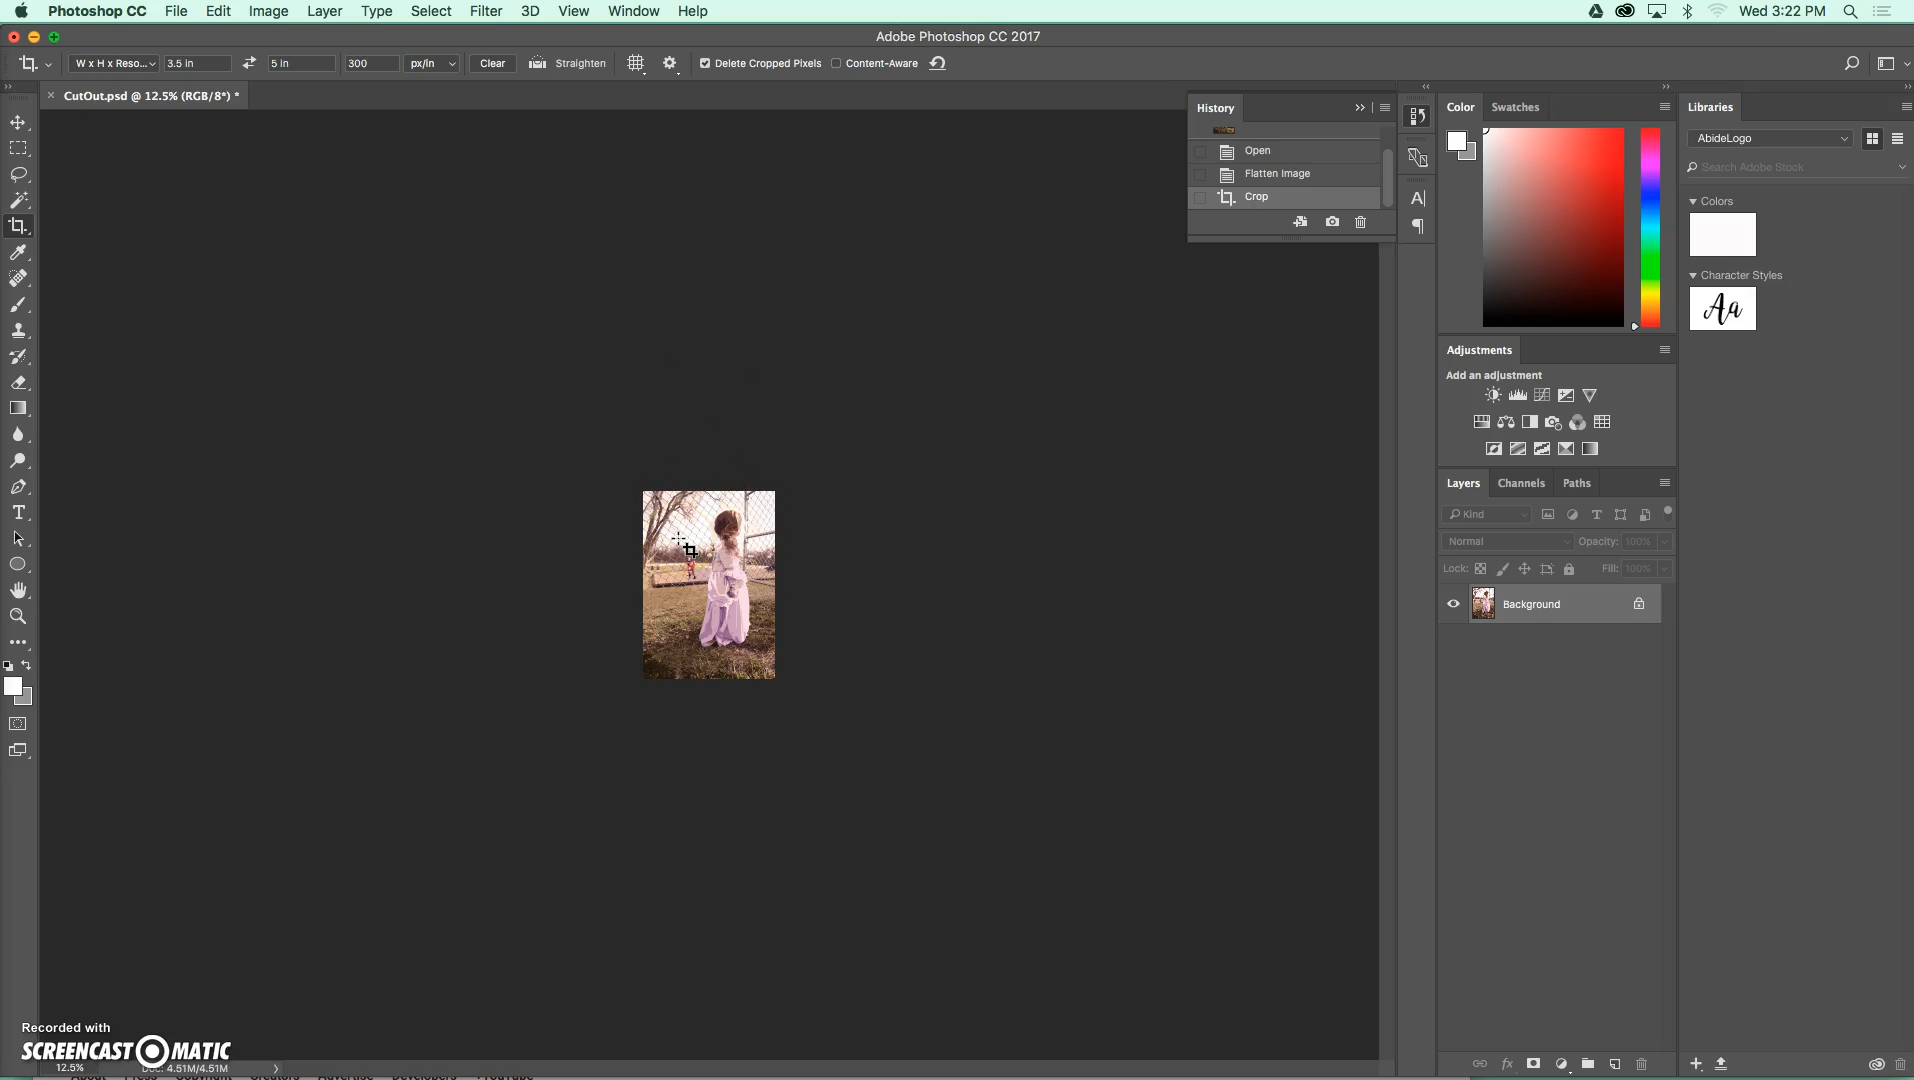 Photoshop CC File Edit Image Layer Type Select Filter 3D View Window Help Wed 3:22 PM
Adobe Photoshop CC 2017
W x H x Reso... 3.5 in 5 in 300 px/in Clear Straighten Delete Cropped Pixels Content-Aware
CutOut.psd @ 12.5% (RGB/8*) *
History
Open
Flatten Image
Crop
Color Swatches
Adjustments
Add an adjustment
Layers Channels Paths
Kind
Normal Opacity: 100%
Lock: Fill: 100%
Background
Libraries
AbideLogo
Search Adobe Stock
Colors
Character Styles
Aa
Recorded with
SCREENCAST MATIC
12.5% Doc: 4.51M/4.51M